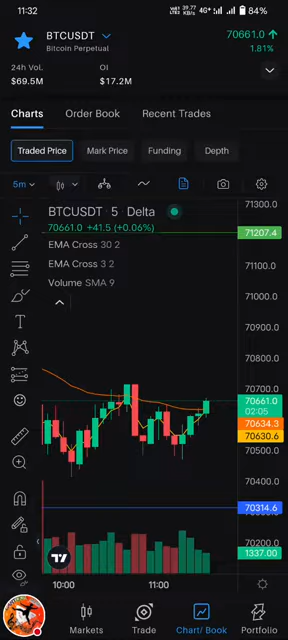 11:32
39.77 KB/S 4G+ 84%
BTCUSDT
Bitcoin Perpetual
70661.0
1.81%
24h Vol.
$69.5M
OI
$17.2M
Charts Order Book Recent Trades
Traded Price Mark Price Funding Depth
5m
BTCUSDT · 5 · Delta
70661.0 +41.5 (+0.06%)
EMA Cross 30 2
EMA Cross 3 2
Volume SMA 9
71300.0
71207.4
71100.0
71000.0
70900.0
70800.0
70700.0
70661.0
02:05
70634.3
70630.6
70500.0
70400.0
70314.6
70200.0
1337.00
10:00 11:00
Markets Trade Chart/ Book Portfolio